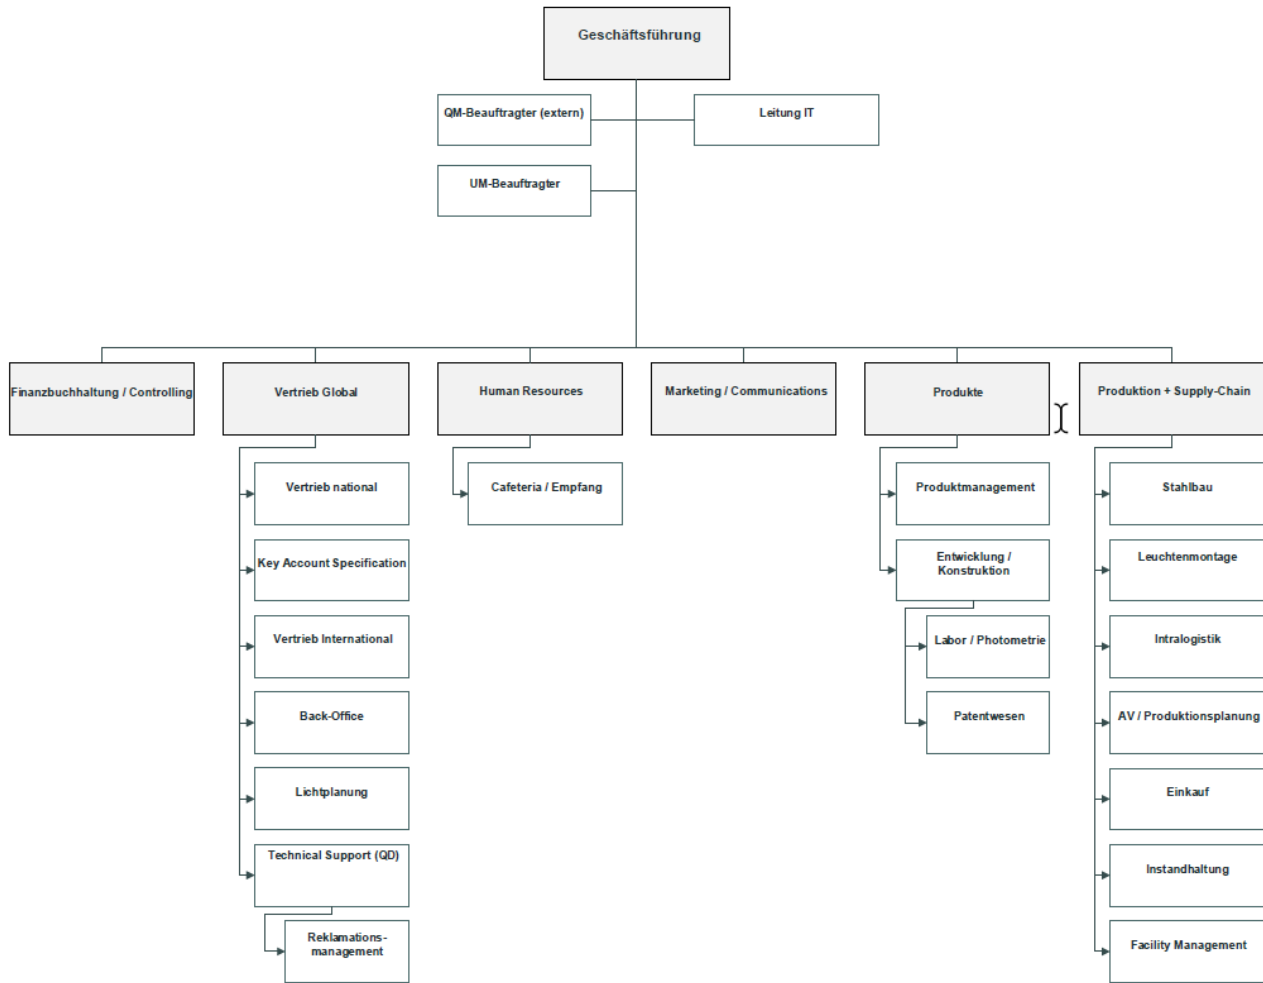 Geschäftsführung
QM-Beauftragter (extern)
Leitung IT
UM-Beauftragter
Finanzbuchhaltung / Controlling
Vertrieb Global
Human Resources
Marketing / Communications
Produkte
Produktion + Supply-Chain
Vertrieb national
Key Account Specification
Vertrieb International
Back-Office
Lichtplanung
Technical Support (QD)
Reklamations-
management
Cafeteria / Empfang
Produktmanagement
Entwicklung /
Konstruktion
Labor / Photometrie
Patentwesen
Stahlbau
Leuchtenmontage
Intralogistik
AV / Produktionsplanung
Einkauf
Instandhaltung
Facility Management